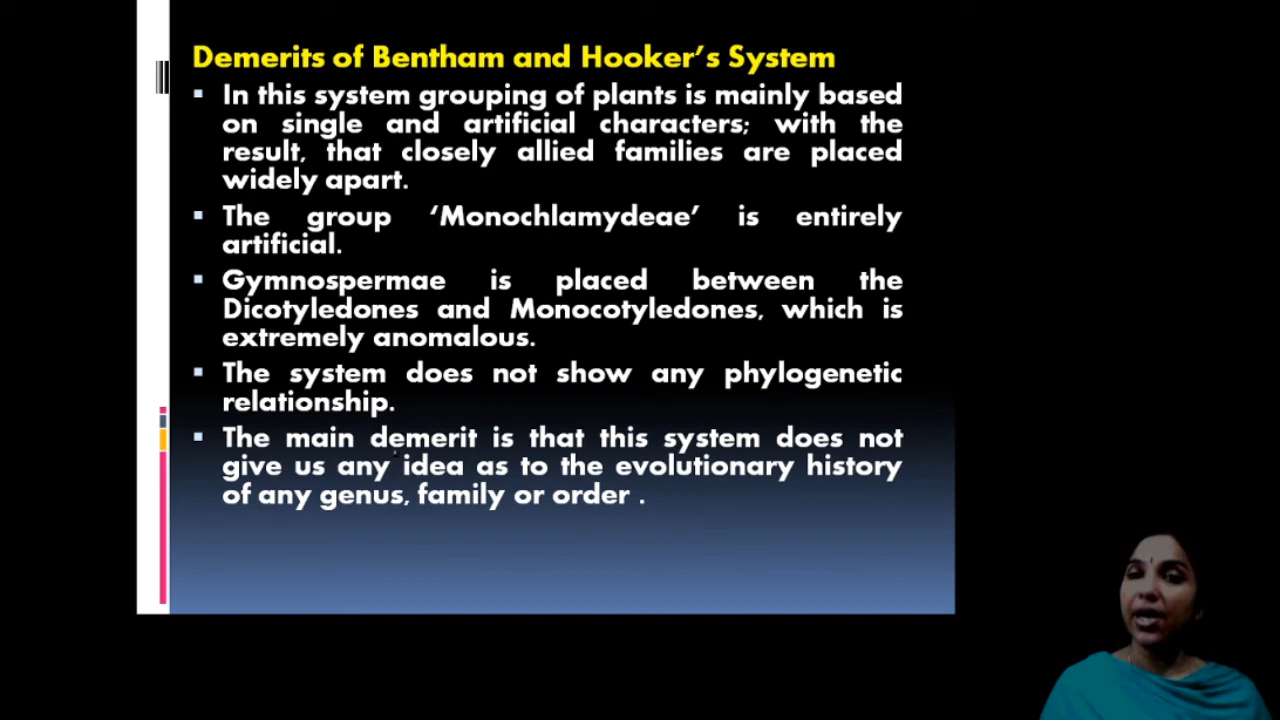 Demerits of Bentham and Hooker's System
▪ In this system grouping of plants is mainly based
on single and artificial characters; with the
result, that closely allied families are placed
widely apart.
▪ The group ‘Monochlamydeae’ is entirely
artificial.
▪ Gymnospermae is placed between the
Dicotyledones and Monocotyledones, which is
extremely anomalous.
▪ The system does not show any phylogenetic
relationship.
▪ The main demerit is that this system does not
give us any idea as to the evolutionary history
of any genus, family or order .